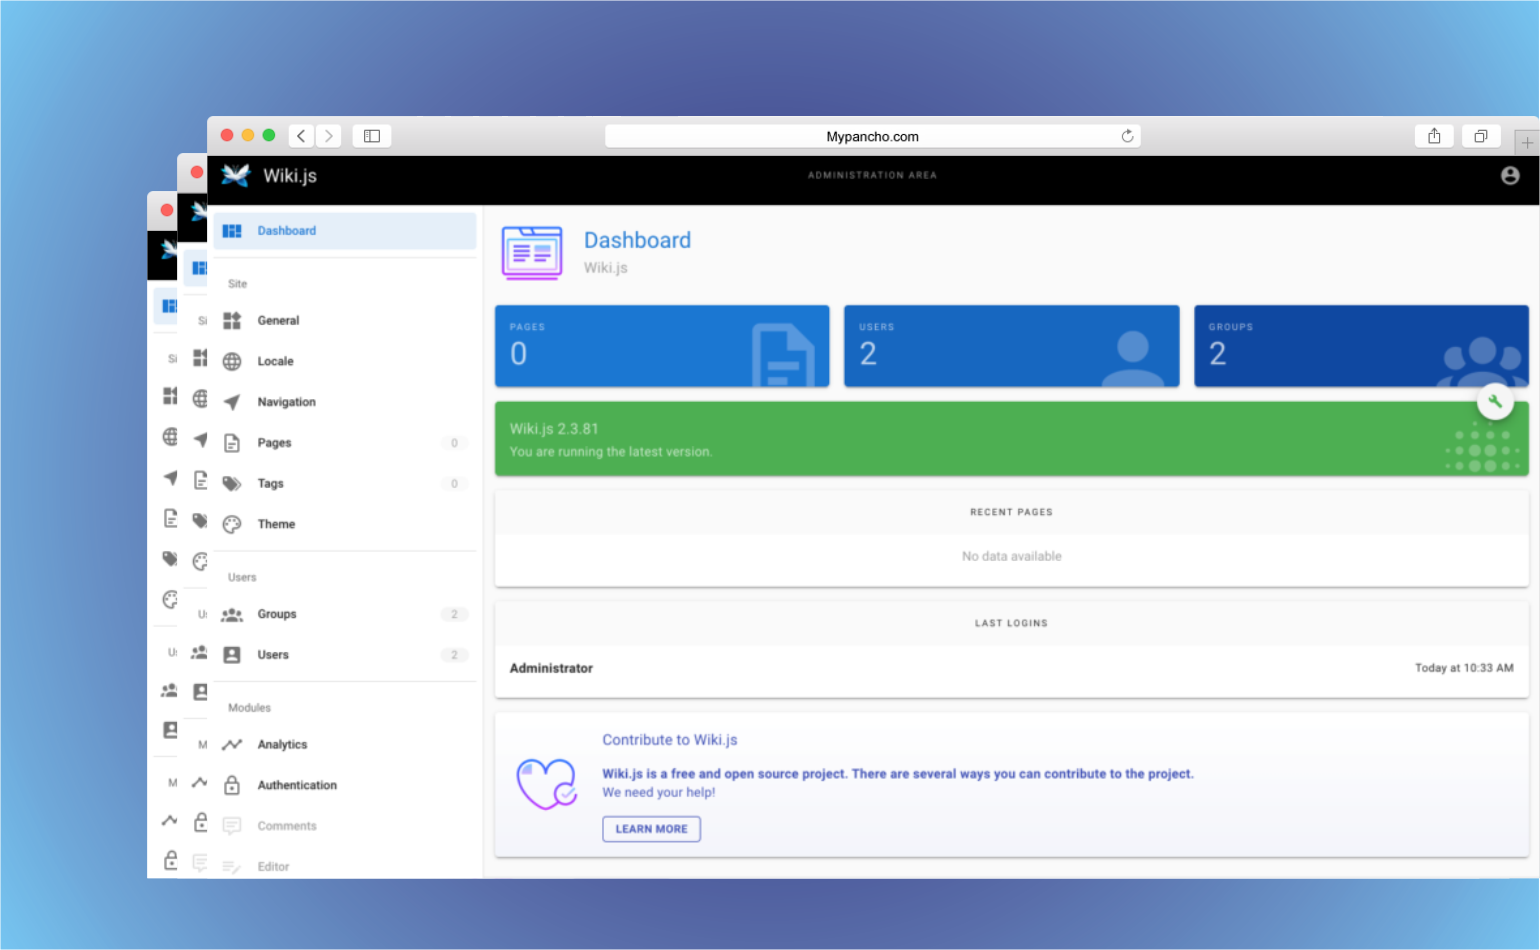 Mypancho.com
Wiki.js
ADMINISTRATION AREA
Dashboard
Site
General
Locale
Navigation
Pages 0
Tags 0
Theme
Users
Groups 2
Users 2
Modules
Analytics
Authentication
Comments
Editor
Dashboard
Wiki.js
PAGES
0
USERS
2
GROUPS
2
Wiki.js 2.3.81
You are running the latest version.
RECENT PAGES
No data available
LAST LOGINS
Administrator Today at 10:33 AM
Contribute to Wiki.js
Wiki.js is a free and open source project. There are several ways you can contribute to the project.
We need your help!
LEARN MORE
Si
M
Si
M